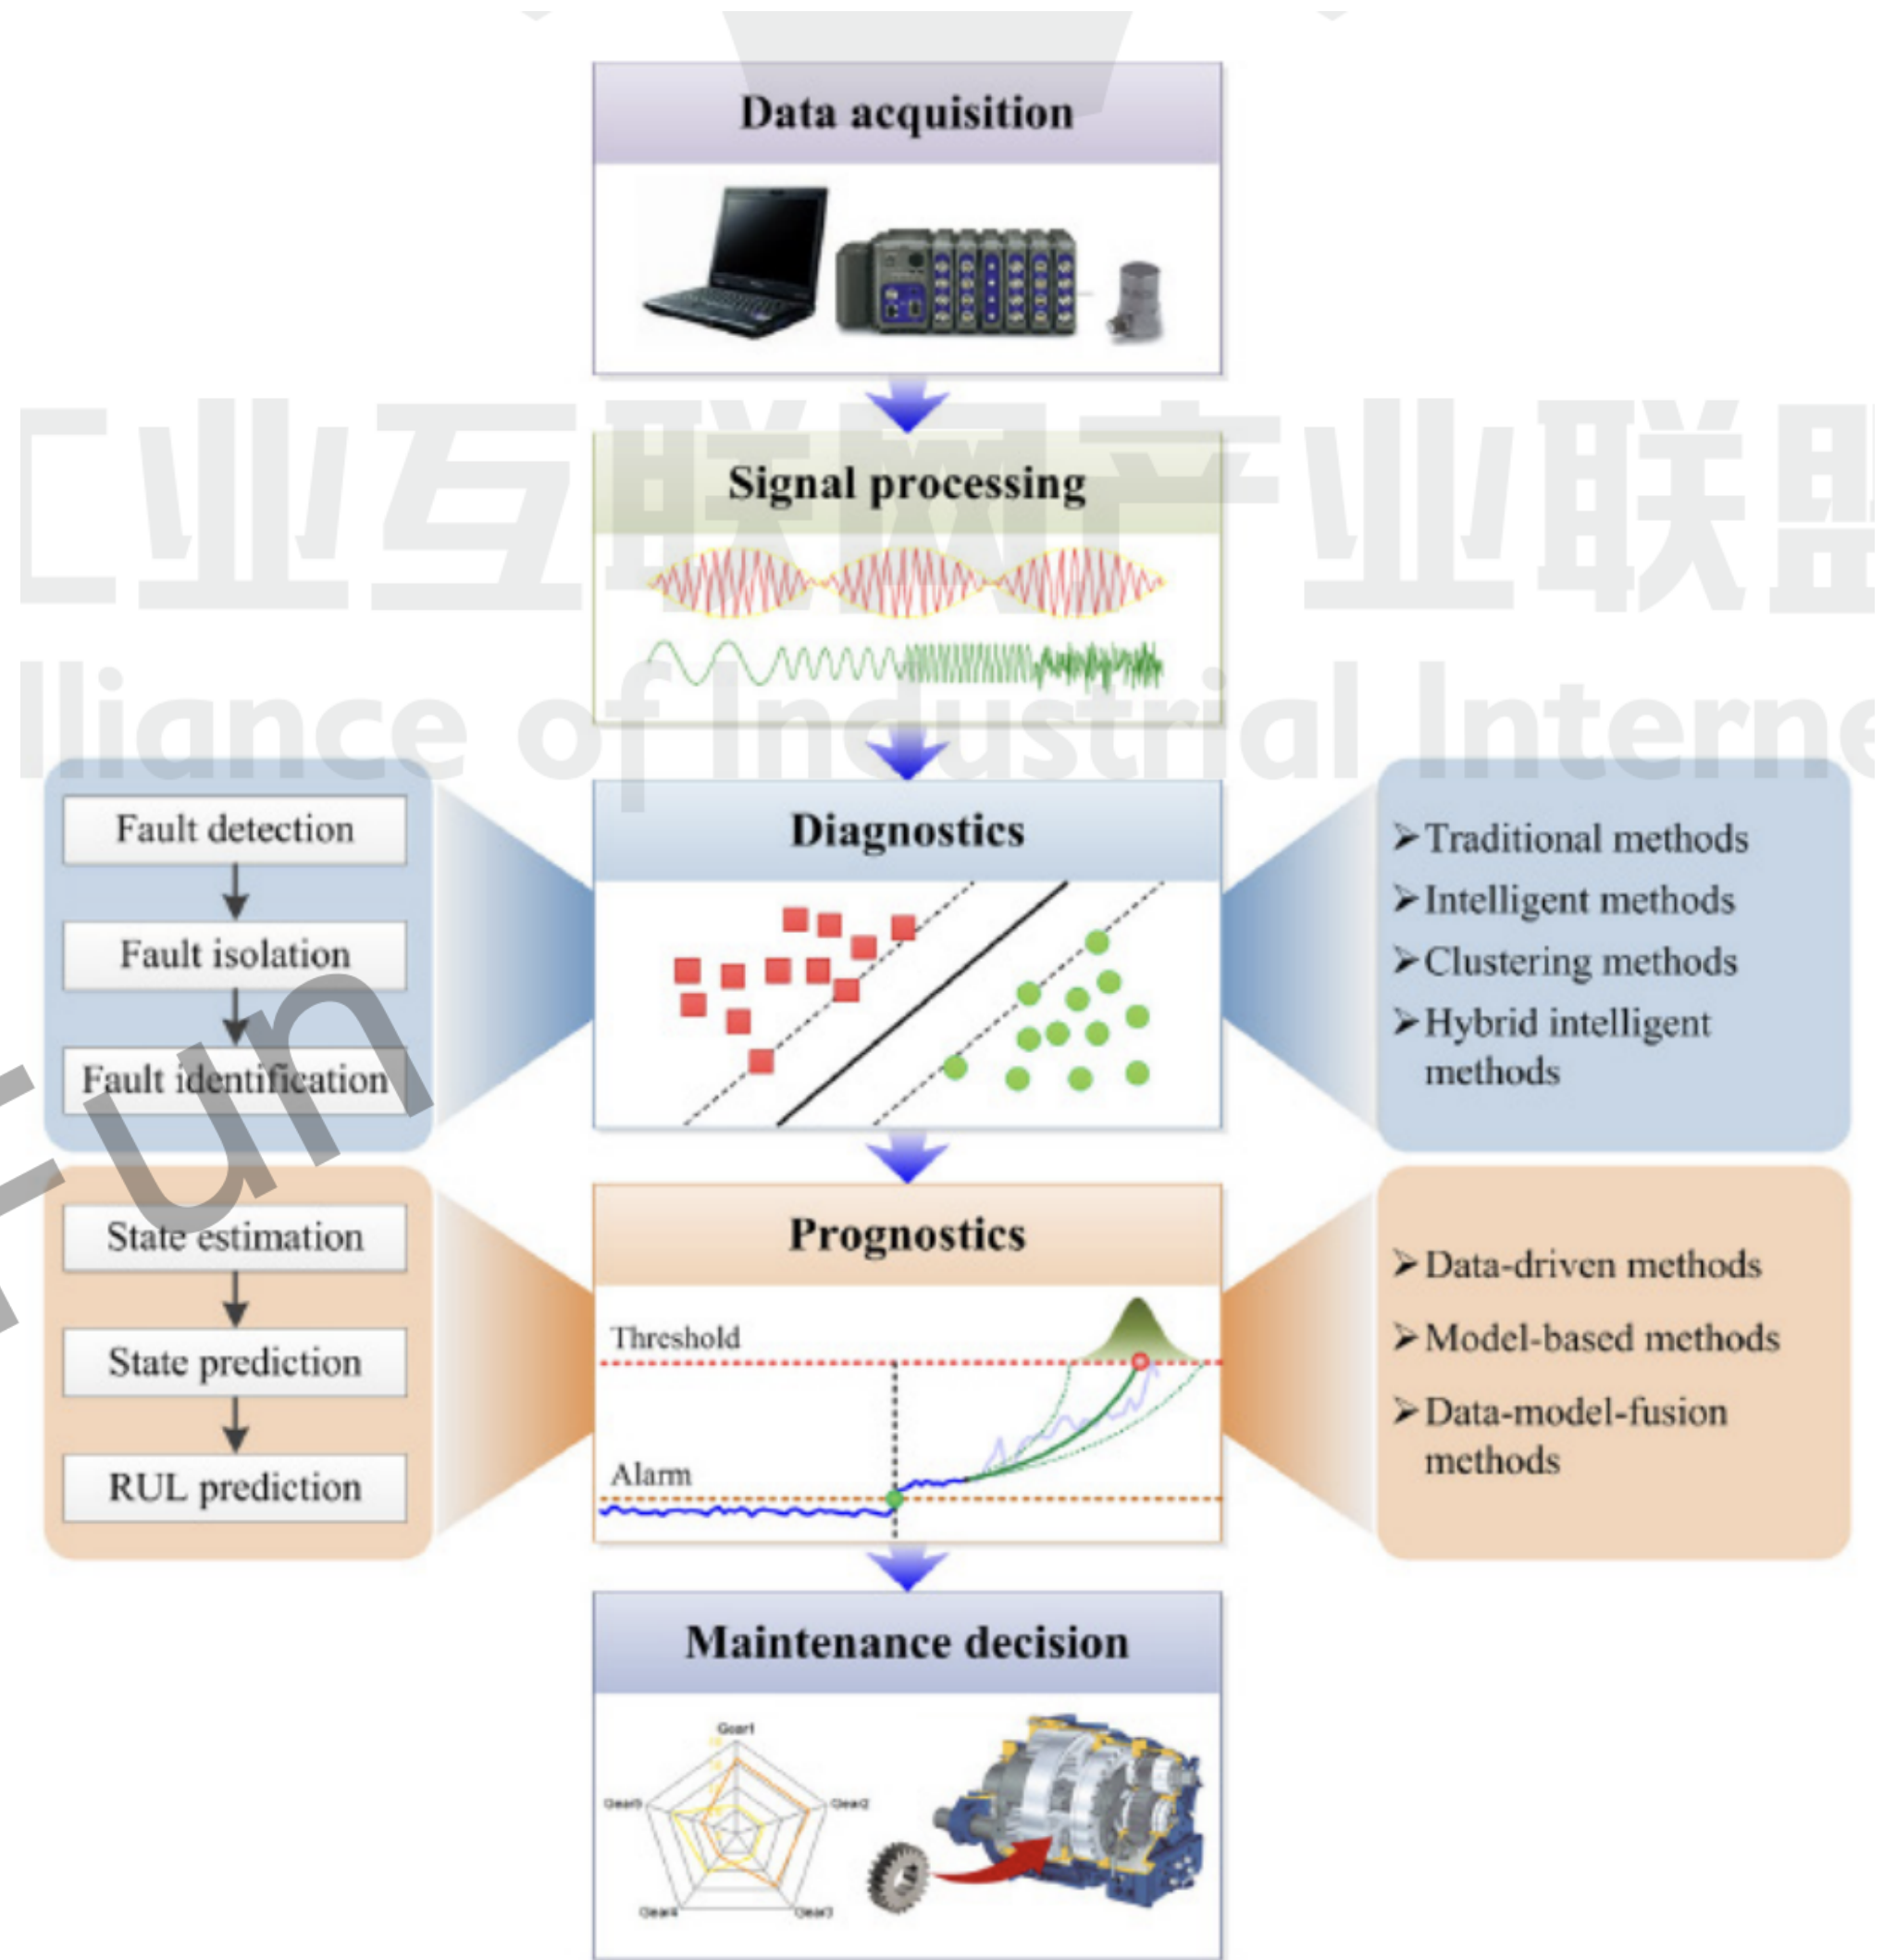 Data acquisition
工业互联网产业联盟
Signal processing
lliance of Industrial Interne
Fault detection
Fault isolation
Fault identification
Diagnostics
Traditional methods
Intelligent methods
Clustering methods
Hybrid intelligent
methods
Fun
State estimation
State prediction
RUL prediction
Prognostics
Threshold
Alarm
Data-driven methods
Model-based methods
Data-model-fusion
methods
Maintenance decision
Gear1
Gear2
Gear3
Gear4
Gear5